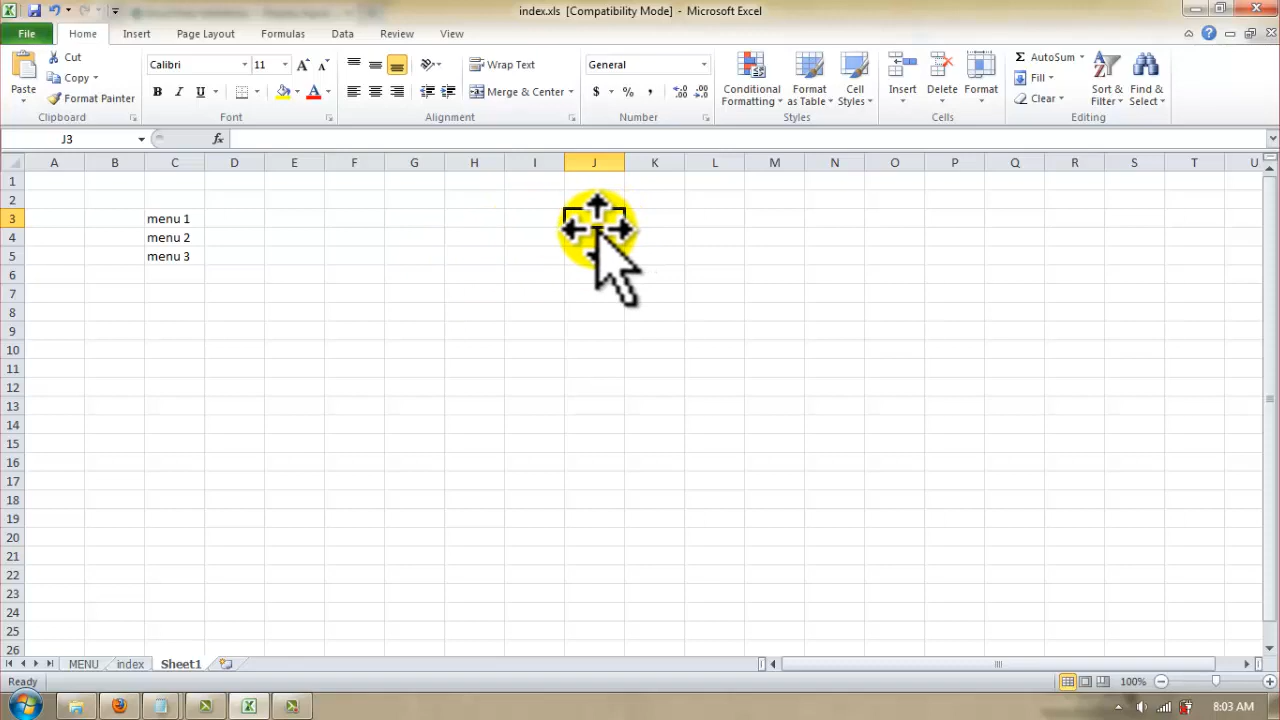 index.xls [Compatibility Mode] - Microsoft Excel
File Home Insert Page Layout Formulas Data Review View
Paste Cut Calibri 11 Wrap Text General Conditional Formatting Format as Table Cell Styles Insert Delete Format AutoSum Sort & Filter Find & Select
Copy Fill
Format Painter B I U A Merge & Center $ % , Clear
Clipboard Font Alignment Number Styles Cells Editing
J3 fx
A B C D E F G H I J K L M N O P Q R S T U
1
2
3 menu 1
4 menu 2
5 menu 3
6
7
8
9
10
11
12
13
14
15
16
17
18
19
20
21
22
23
24
25
26
MENU index Sheet1
Ready 100%
8:03 AM